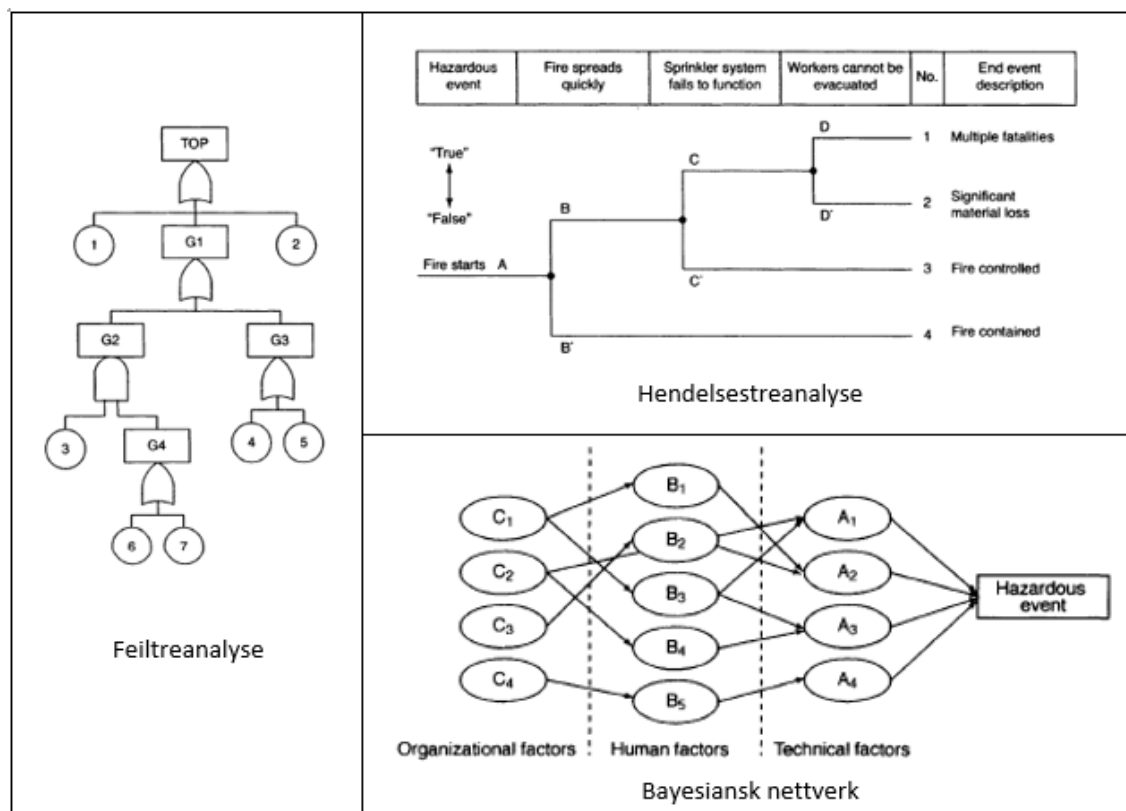 TOP
1
G1
2
G2
G3
3
G4
4
5
6
7
Feiltreanalyse
Hazardous
event
Fire spreads
quickly
Sprinkler system
fails to function
Workers cannot be
evacuated
No.
End event
description
"True"
"False"
Fire starts A
B
B'
C
C'
D
D'
1 Multiple fatalities
2 Significant
material loss
3 Fire controlled
4 Fire contained
Hendelsestreanalyse
C1
C2
C3
C4
B1
B2
B3
B4
B5
A1
A2
A3
A4
Hazardous
event
Organizational factors
Human factors
Technical factors
Bayesiansk nettverk